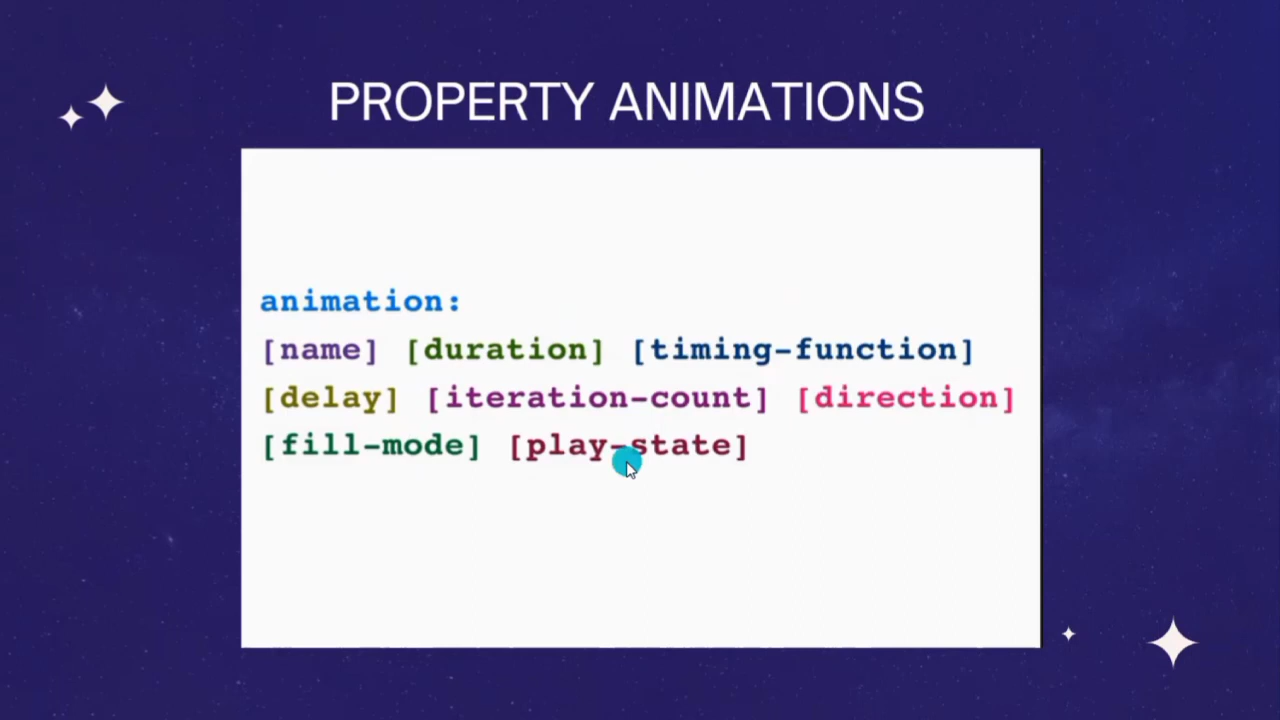 PROPERTY ANIMATIONS
animation:
[name] [duration] [timing-function]
[delay] [iteration-count] [direction]
[fill-mode] [play-state]